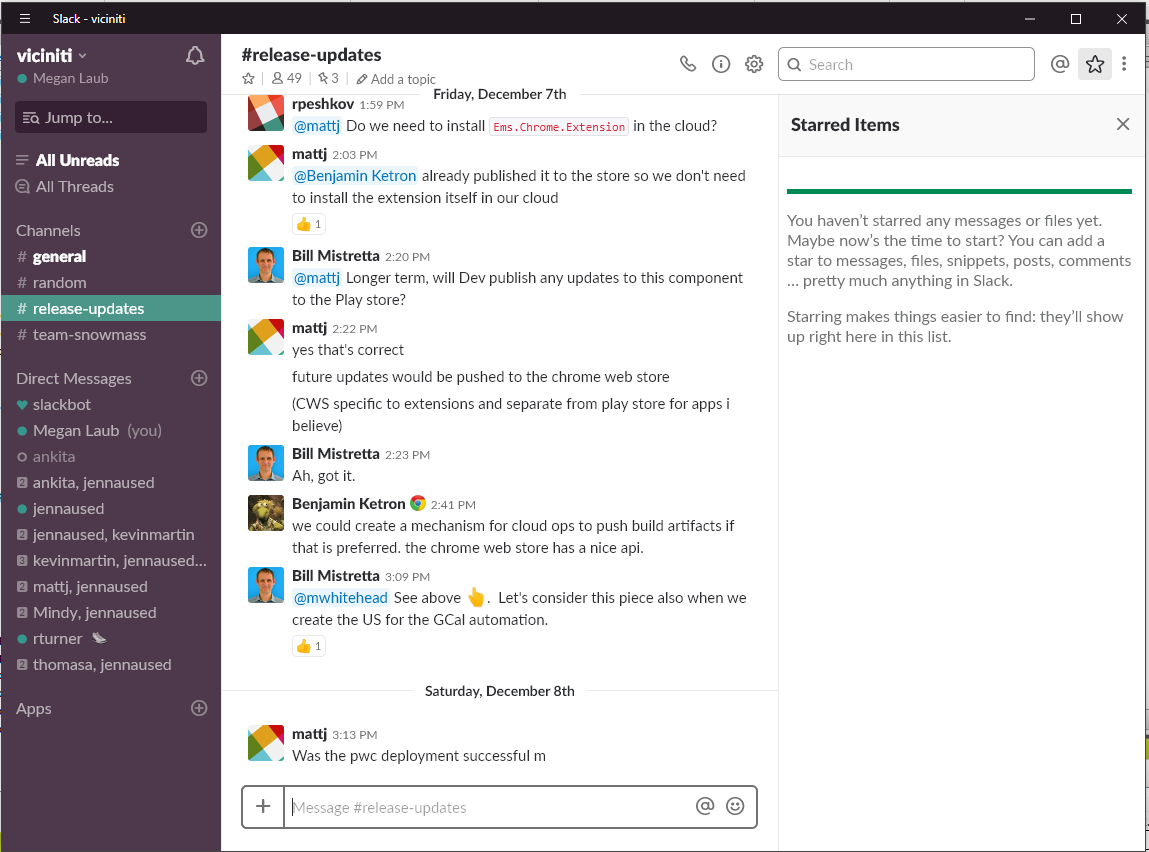 Slack - viciniti
viciniti
Megan Laub
Jump to...
All Unreads
All Threads
Channels
# general
# random
# release-updates
# team-snowmass
Direct Messages
slackbot
Megan Laub (you)
ankita
2 ankita, jennaused
jennaused
2 jennaused, kevinmartin
3 kevinmartin, jennaused...
2 mattj, jennaused
2 Mindy, jennaused
rturner
2 thomasa, jennaused
Apps
#release-updates
49 | 3 | Add a topic
Search
Friday, December 7th
rpeshkov 1:59 PM
@mattj Do we need to install Ems.Chrome.Extension in the cloud?
mattj 2:03 PM
@Benjamin Ketron already published it to the store so we don't need
to install the extension itself in our cloud
👍 1
Bill Mistretta 2:20 PM
@mattj Longer term, will Dev publish any updates to this component
to the Play store?
mattj 2:22 PM
yes that's correct
future updates would be pushed to the chrome web store
(CWS specific to extensions and separate from play store for apps i
believe)
Bill Mistretta 2:23 PM
Ah, got it.
Benjamin Ketron 2:41 PM
we could create a mechanism for cloud ops to push build artifacts if
that is preferred. the chrome web store has a nice api.
Bill Mistretta 3:09 PM
@mwhitehead See above 👆. Let's consider this piece also when we
create the US for the GCal automation.
👍 1
Saturday, December 8th
mattj 3:13 PM
Was the pwc deployment successful m
Message #release-updates
Starred Items
You haven’t starred any messages or files yet.
Maybe now’s the time to start? You can add a
star to messages, files, snippets, posts, comments
... pretty much anything in Slack.
Starring makes things easier to find: they’ll show
up right here in this list.